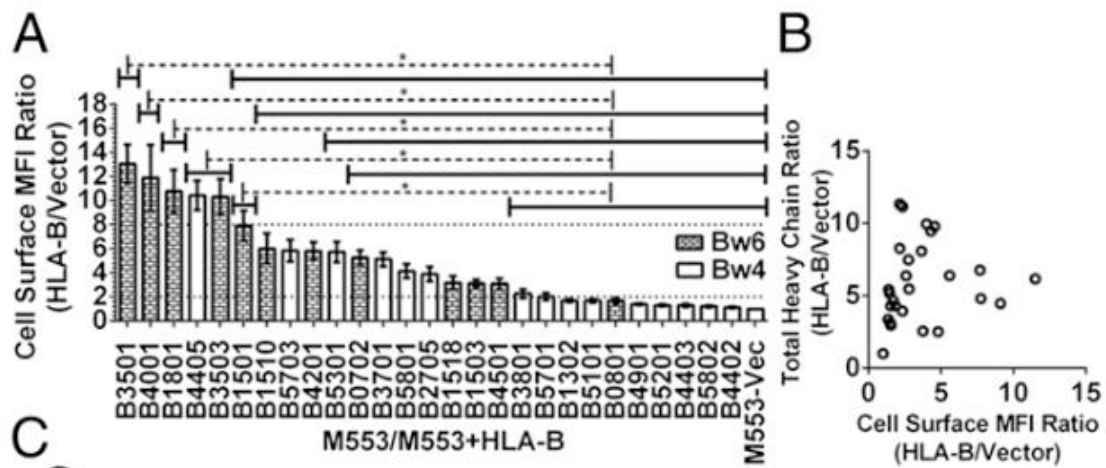 A
B
Cell Surface MFI Ratio
(HLA-B/Vector)
18
16
14
12
10
8
6
4
2
0
*
*
*
*
*
Bw6
Bw4
B3501
B4001
B1801
B4405
B3503
B1501
B1510
B5703
B4201
B5301
B0702
B3701
B5801
B2705
B1518
B1503
B4501
B3801
B5701
B1302
B5101
B0801
B4901
B5201
B4403
B5802
B4402
M553-Vec
M553/M553+HLA-B
Total Heavy Chain Ratio
(HLA-B/Vector)
15
10
5
0
0 5 10 15
Cell Surface MFI Ratio
(HLA-B/Vector)
C